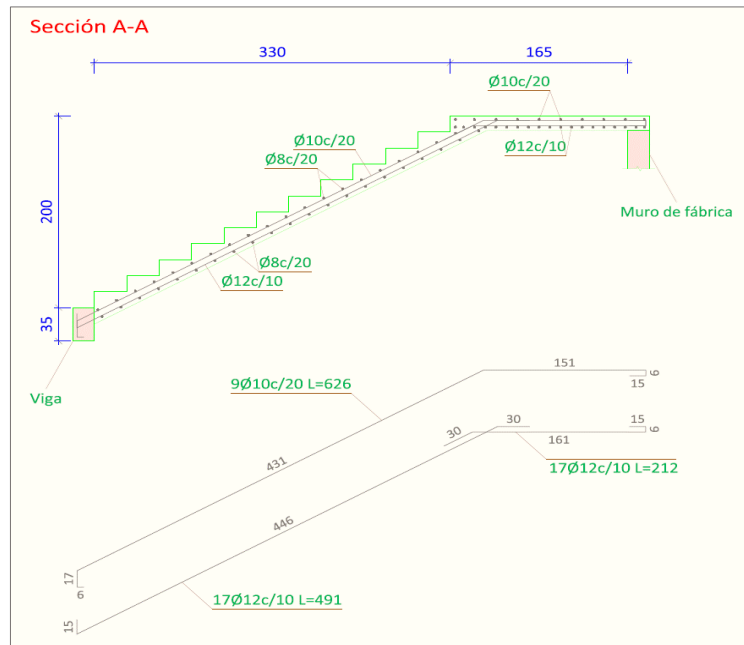 Sección A-A
330
165
Ø10c/20
Ø10c/20
Ø12c/10
Ø8c/20
200
Muro de fábrica
Ø8c/20
Ø12c/10
35
Viga
151
6
15
9Ø10c/20 L=626
30
30
15
6
161
431
17Ø12c/10 L=212
446
17
6
15
17Ø12c/10 L=491